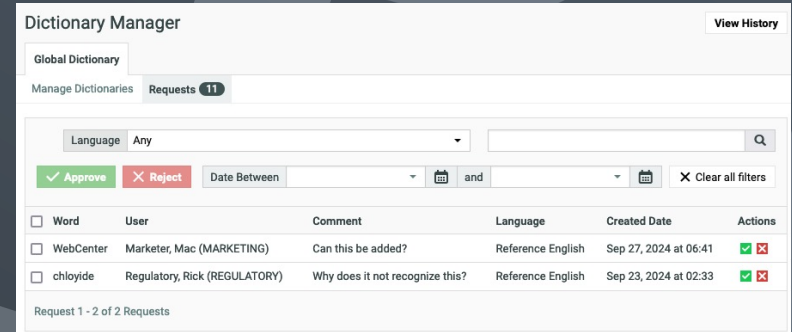 Dictionary Manager
View History
Global Dictionary
Manage Dictionaries Requests 11
Language Any
Approve Reject Date Between and Clear all filters
Word User Comment Language Created Date Actions
WebCenter Marketer, Mac (MARKETING) Can this be added? Reference English Sep 27, 2024 at 06:41
chloyide Regulatory, Rick (REGULATORY) Why does it not recognize this? Reference English Sep 23, 2024 at 02:33
Request 1 - 2 of 2 Requests